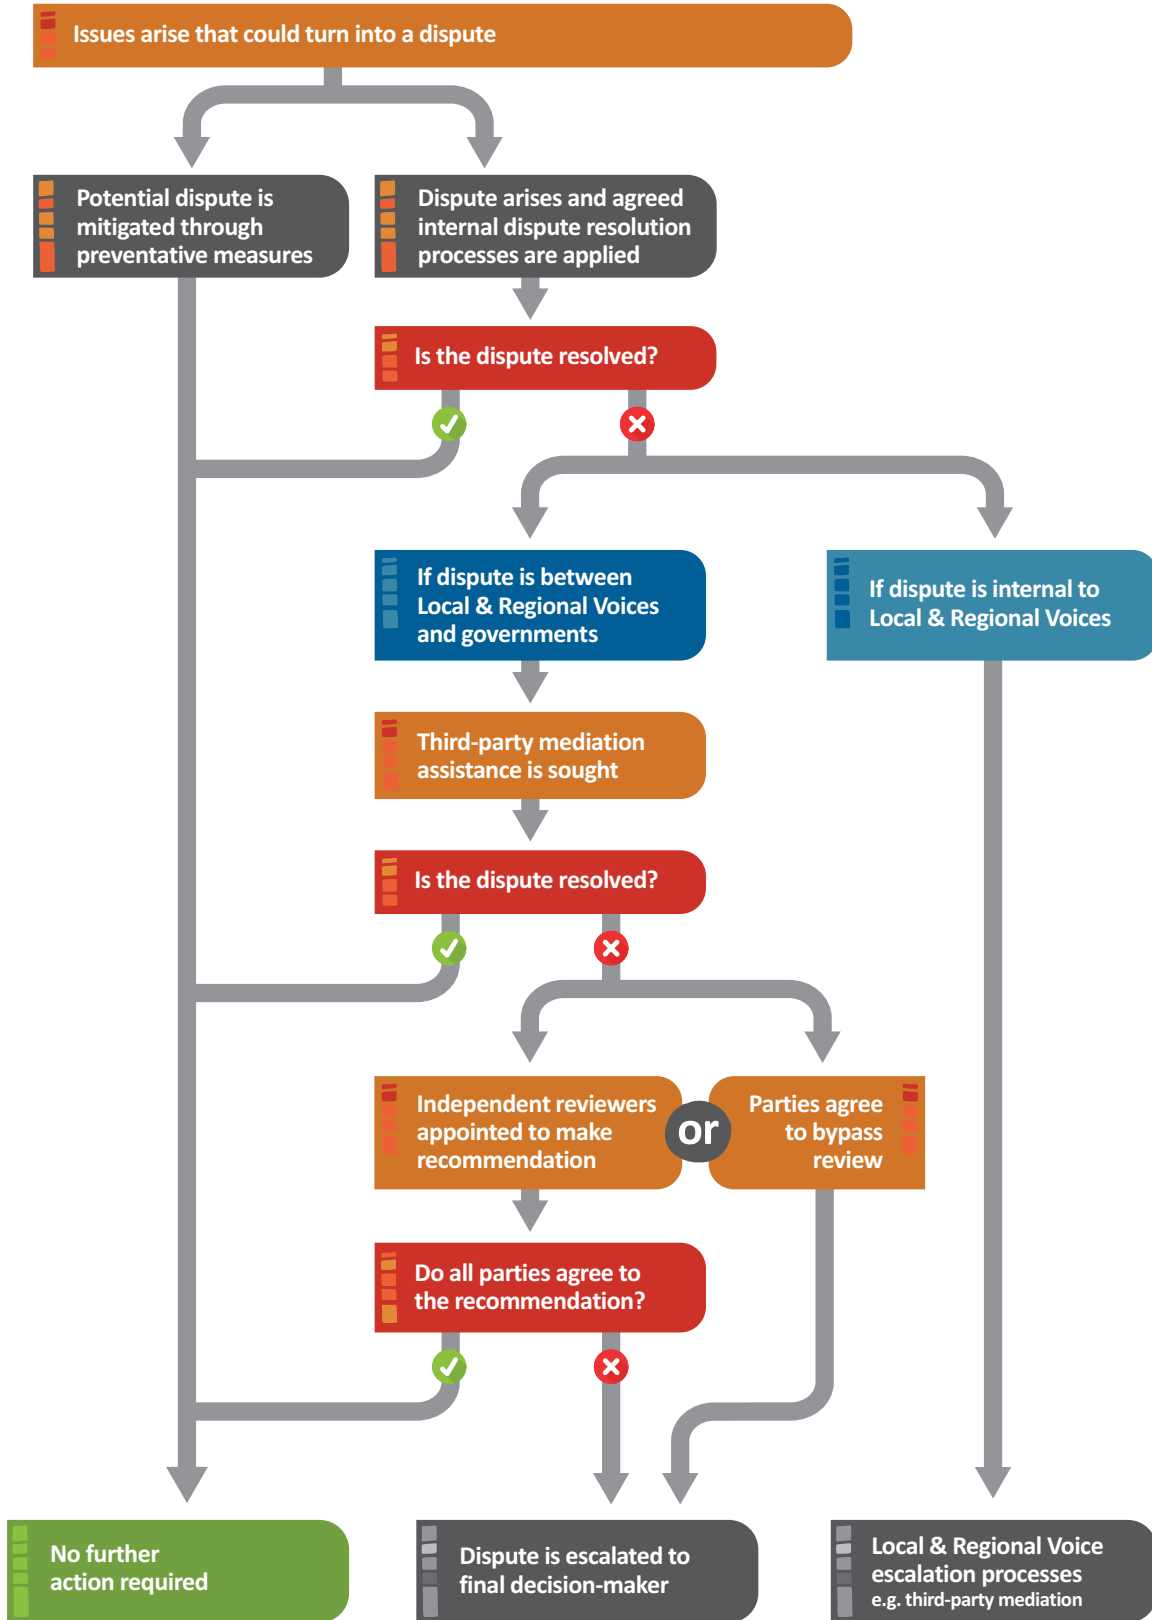 Issues arise that could turn into a dispute
Potential dispute is
mitigated through
preventative measures
Dispute arises and agreed
internal dispute resolution
processes are applied
Is the dispute resolved?
If dispute is between
Local & Regional Voices
and governments
If dispute is internal to
Local & Regional Voices
Third-party mediation
assistance is sought
Is the dispute resolved?
Independent reviewers
appointed to make
recommendation
or
Parties agree
to bypass
review
Do all parties agree to
the recommendation?
No further
action required
Dispute is escalated to
final decision-maker
Local & Regional Voice
escalation processes
e.g. third-party mediation